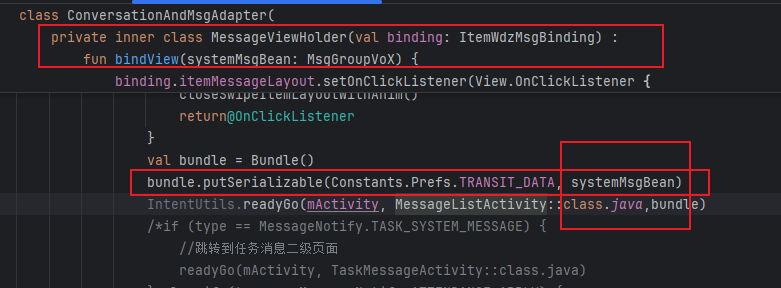 class ConversationAndMsgAdapter(
private inner class MessageViewHolder(val binding: ItemWdzMsgBinding) :
fun bindView(systemMsgBean: MsgGroupVoX) {
binding.itemMessageLayout.setOnClickListener(View.OnClickListener {
closeSwipeItemLayoutWithAnim()
return@OnClickListener
}
val bundle = Bundle()
bundle.putSerializable(Constants.Prefs.TRANSIT_DATA, systemMsgBean)
IntentUtils.readyGo(mActivity, MessageListActivity::class.java,bundle)
/*if (type == MessageNotify.TASK_SYSTEM_MESSAGE) {
//跳转到任务消息二级页面
readyGo(mActivity, TaskMessageActivity::class.java)